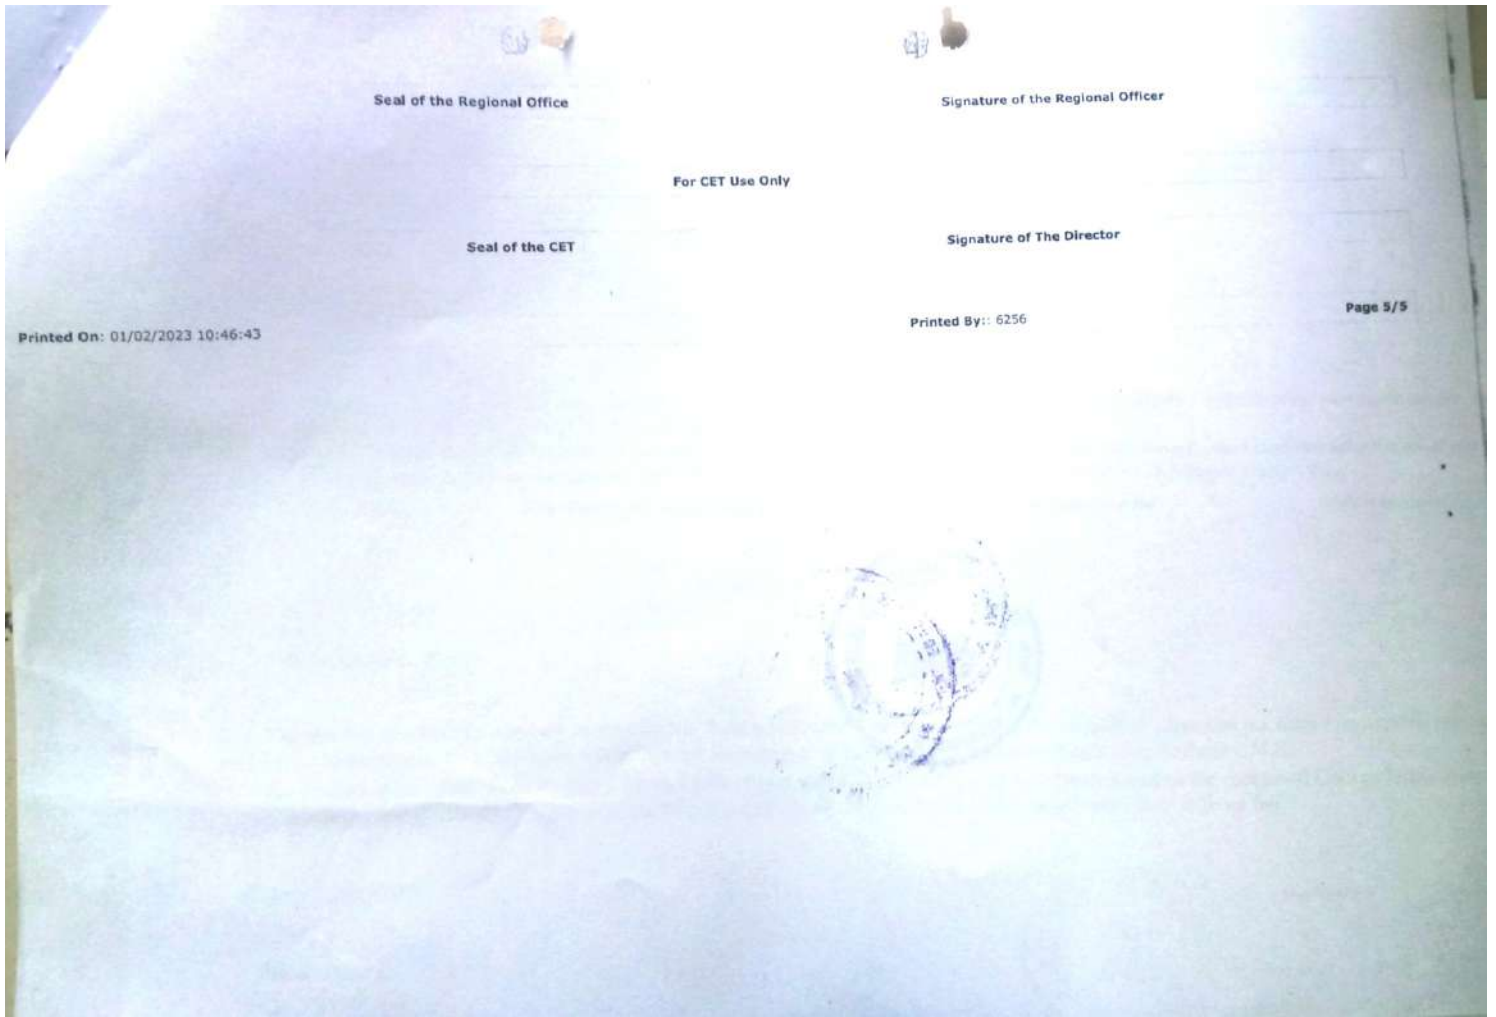 Seal of the Regional Office Signature of the Regional Officer
For CET Use Only
Seal of the CET Signature of The Director
Printed On: 01/02/2023 10:46:43 Printed By:: 6256 Page 5/5